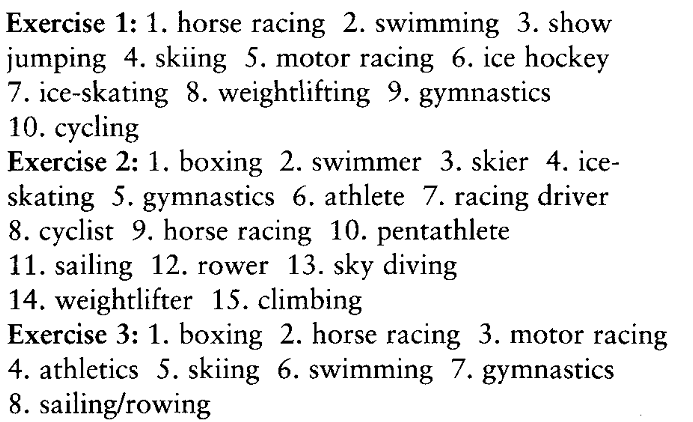 Exercise 1: 1. horse racing 2. swimming 3. show
jumping 4. skiing 5. motor racing 6. ice hockey
7. ice-skating 8. weightlifting 9. gymnastics
10. cycling
Exercise 2: 1. boxing 2. swimmer 3. skier 4. ice-
skating 5. gymnastics 6. athlete 7. racing driver
8. cyclist 9. horse racing 10. pentathlete
11. sailing 12. rower 13. sky diving
14. weightlifter 15. climbing
Exercise 3: 1. boxing 2. horse racing 3. motor racing
4. athletics 5. skiing 6. swimming 7. gymnastics
8. sailing/rowing